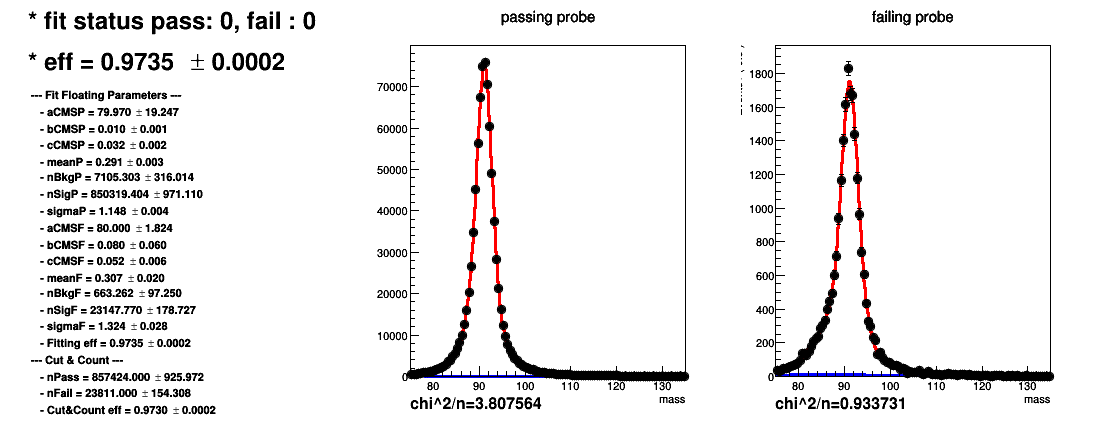 * fit status pass: 0, fail : 0
* eff = 0.9735 ± 0.0002
--- Fit Floating Parameters ---
- aCMSP = 79.970 ± 19.247
- bCMSP = 0.010 ± 0.001
- cCMSP = 0.032 ± 0.002
- meanP = 0.291 ± 0.003
- nBkgP = 7105.303 ± 316.014
- nSigP = 850319.404 ± 971.110
- sigmaP = 1.148 ± 0.004
- aCMSF = 80.000 ± 1.824
- bCMSF = 0.080 ± 0.060
- cCMSF = 0.052 ± 0.006
- meanF = 0.307 ± 0.020
- nBkgF = 663.262 ± 97.250
- nSigF = 23147.770 ± 178.727
- sigmaF = 1.324 ± 0.028
- Fitting eff = 0.9735 ± 0.0002
--- Cut & Count ---
- nPass = 857424.000 ± 925.972
- nFail = 23811.000 ± 154.308
- Cut&Count eff = 0.9730 ± 0.0002
passing probe
70000
60000
50000
40000
30000
20000
10000
0
80 90 100 110 120 130
mass
chi^2/n=3.807564
failing probe
1800
1600
1400
1200
1000
800
600
400
200
0
80 90 100 110 120 130
mass
chi^2/n=0.933731